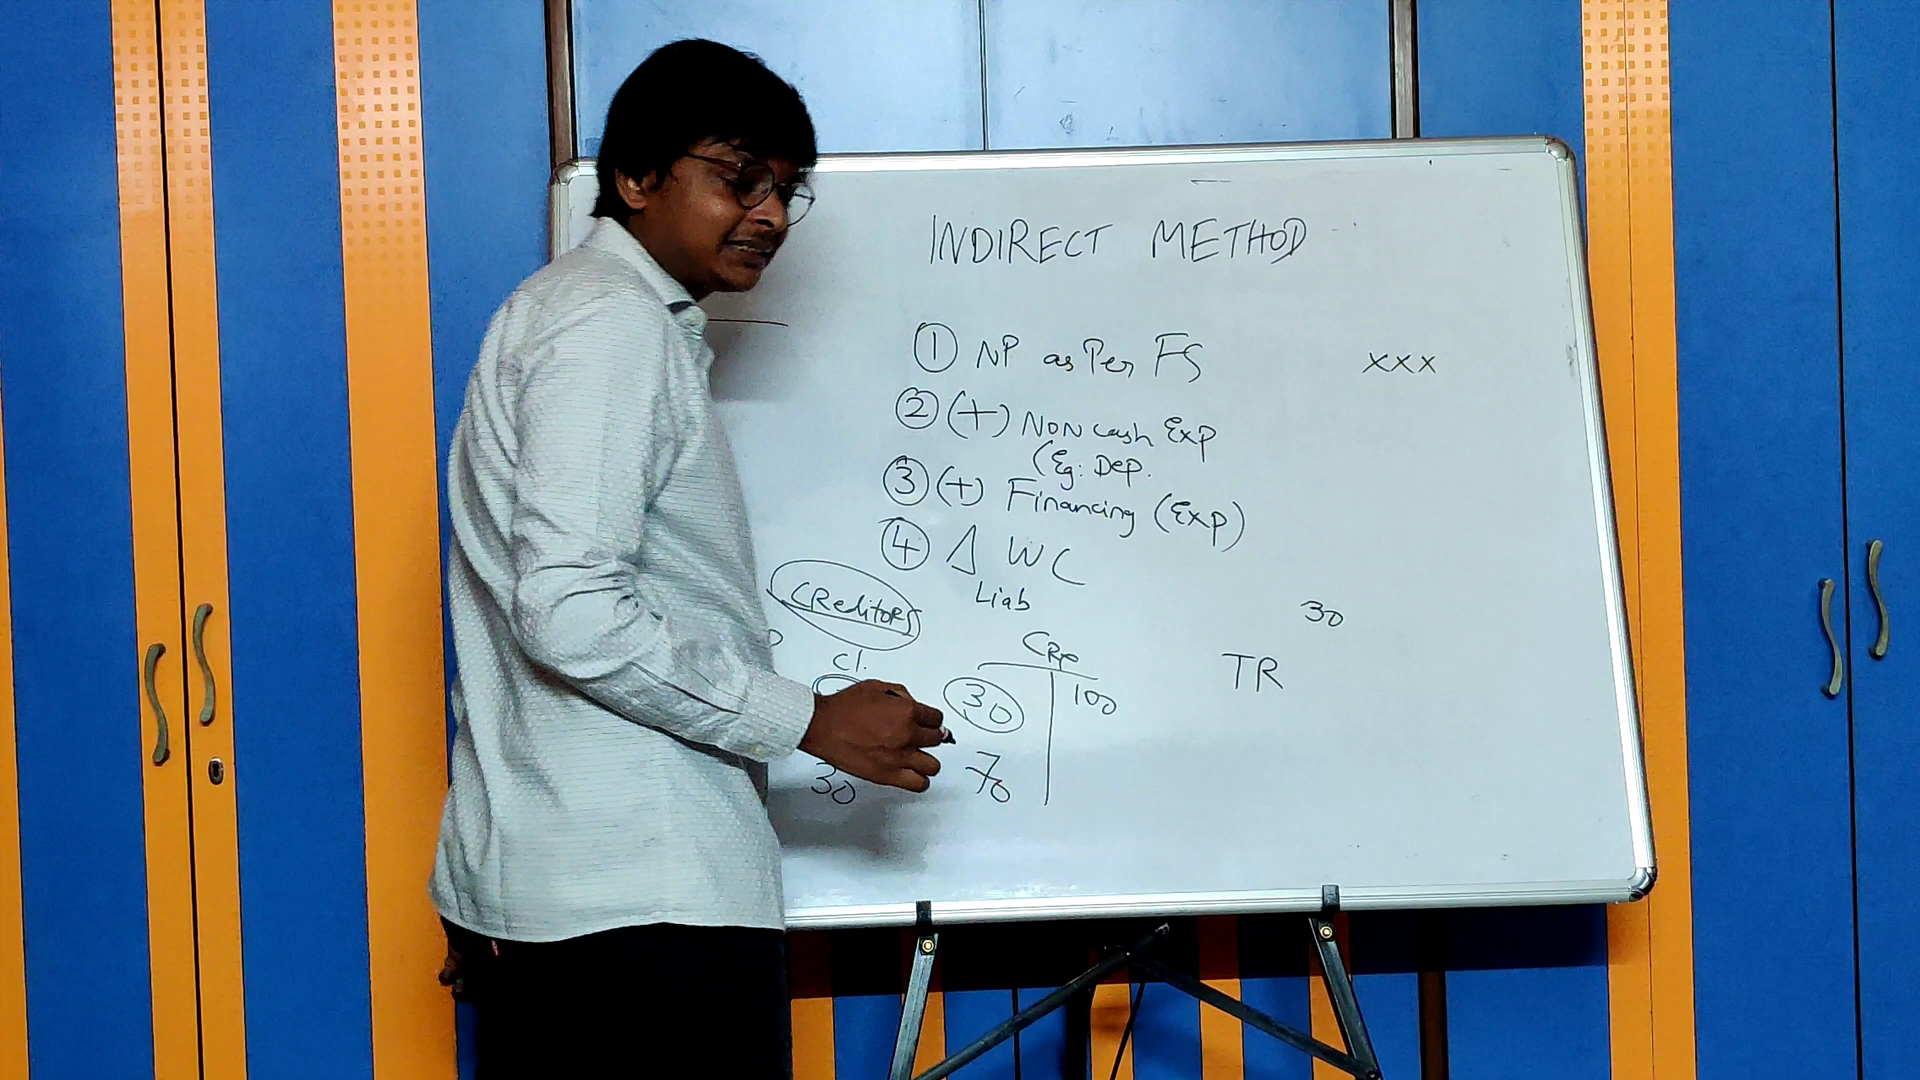 INDIRECT METHOD
① NP as Per FS XXX
② (+) Non cash Exp
(Eg: Dep.
③ (+) Financing (Exp)
④ Δ WC
Creditors Liab
30
Cl.
TR
30 100
30 70